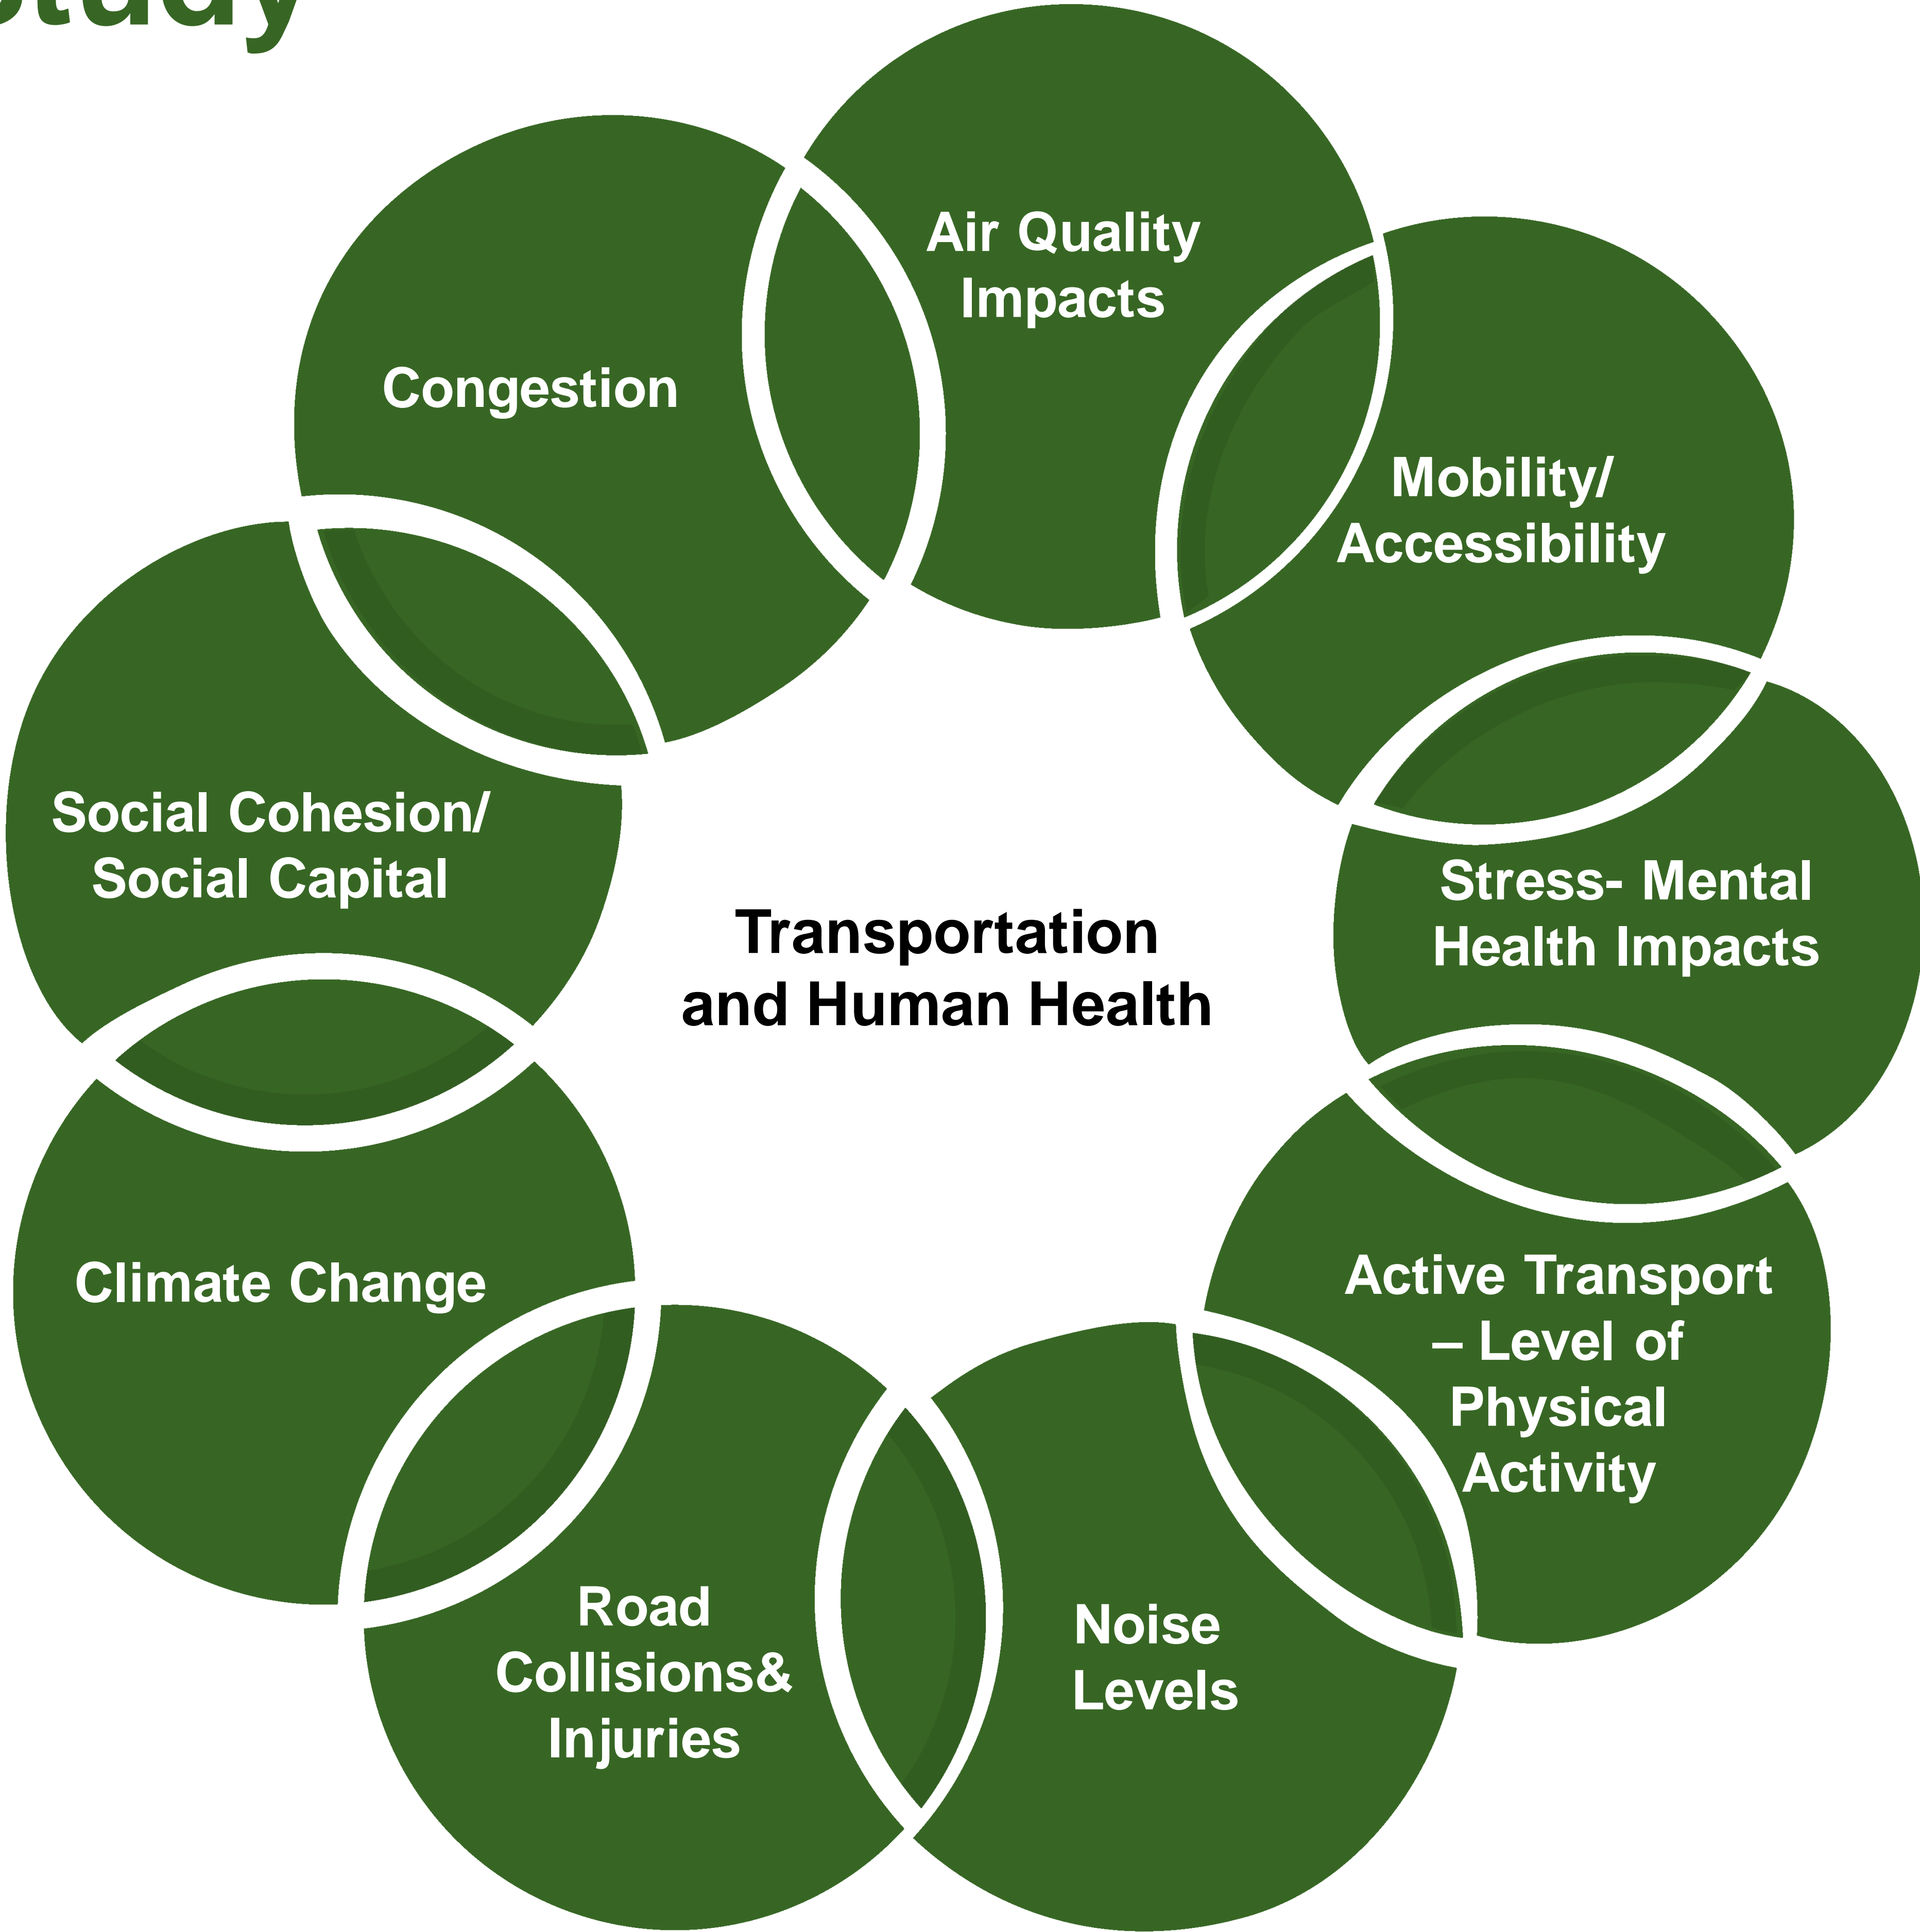 Air Quality
Impacts
Mobility/
Accessibility
Stress- Mental
Health Impacts
Active Transport
– Level of
Physical
Activity
Noise
Levels
Road
Collisions&
Injuries
Climate Change
Social Cohesion/
Social Capital
Congestion
Transportation
and Human Health